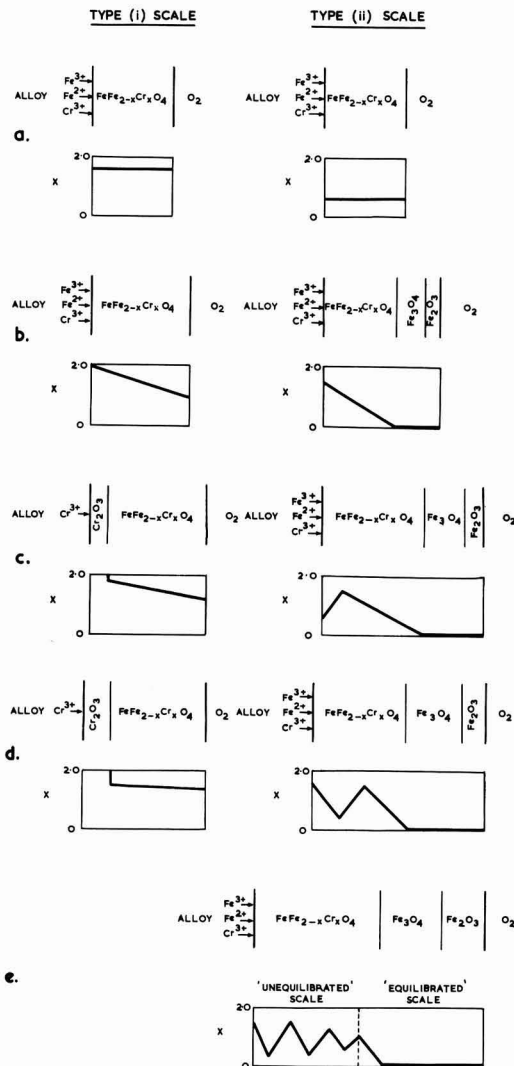 TYPE (i) SCALE
TYPE (ii) SCALE
a.
ALLOY Fe³⁺ Fe²⁺ Cr³⁺ FeFe₂₋ₓCrₓO₄ O₂
Fe³⁺ Fe²⁺ Cr³⁺ FeFe₂₋ₓCrₓO₄ O₂
X 2·0 0
X 2·0 0
b.
ALLOY Fe³⁺ Fe²⁺ Cr³⁺ FeFe₂₋ₓCrₓO₄ O₂
ALLOY Fe³⁺ Fe²⁺ Cr³⁺ FeFe₂₋ₓCrₓO₄ Fe₃O₄ Fe₂O₃ O₂
X 2·0 0
X 2·0 0
c.
ALLOY Cr³⁺ Cr₂O₃ FeFe₂₋ₓCrₓO₄ O₂
ALLOY Fe³⁺ Fe²⁺ Cr³⁺ FeFe₂₋ₓCrₓO₄ Fe₃O₄ Fe₂O₃ O₂
X 2·0 0
X 2·0 0
d.
ALLOY Cr³⁺ Cr₂O₃ FeFe₂₋ₓCrₓO₄ O₂
ALLOY Fe³⁺ Fe²⁺ Cr³⁺ FeFe₂₋ₓCrₓO₄ Fe₃O₄ Fe₂O₃ O₂
X 2·0 0
X 2·0 0
e.
ALLOY Fe³⁺ Fe²⁺ Cr³⁺ FeFe₂₋ₓCrₓO₄ Fe₃O₄ Fe₂O₃ O₂
'UNEQUILIBRATED' SCALE
'EQUILIBRATED' SCALE
X 2·0 0